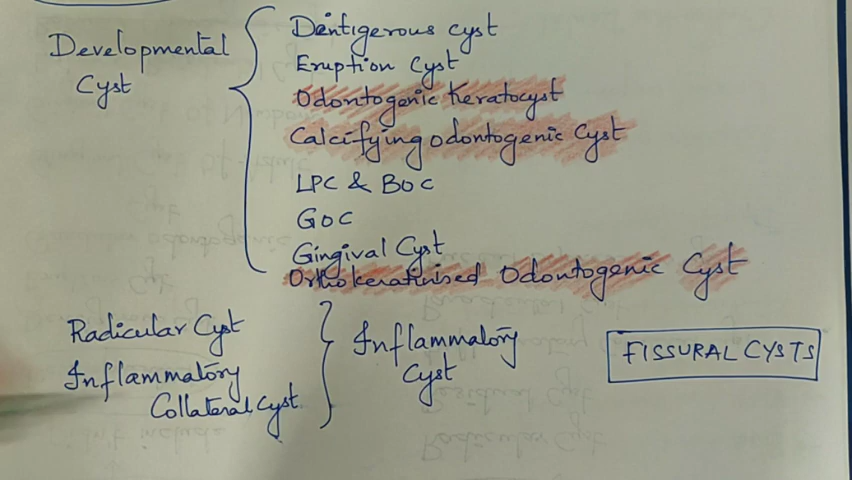 Developmental
Cyst
Dentigerous cyst
Eruption Cyst
Odontogenic Keratocyst
Calcifying odontogenic Cyst
LPC & BOC
GOC
Gingival Cyst
Orthokeratinised Odontogenic Cyst
Radicular Cyst
Inflammatory
Collateral Cyst
Inflammatory
Cyst
FISSURAL CYSTS